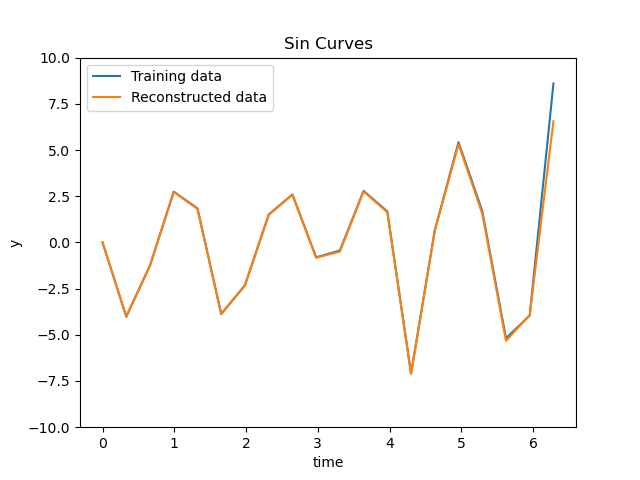 Sin Curves
Training data
Reconstructed data
10.0
7.5
5.0
2.5
0.0
−2.5
−5.0
−7.5
−10.0
y
0 1 2 3 4 5 6
time